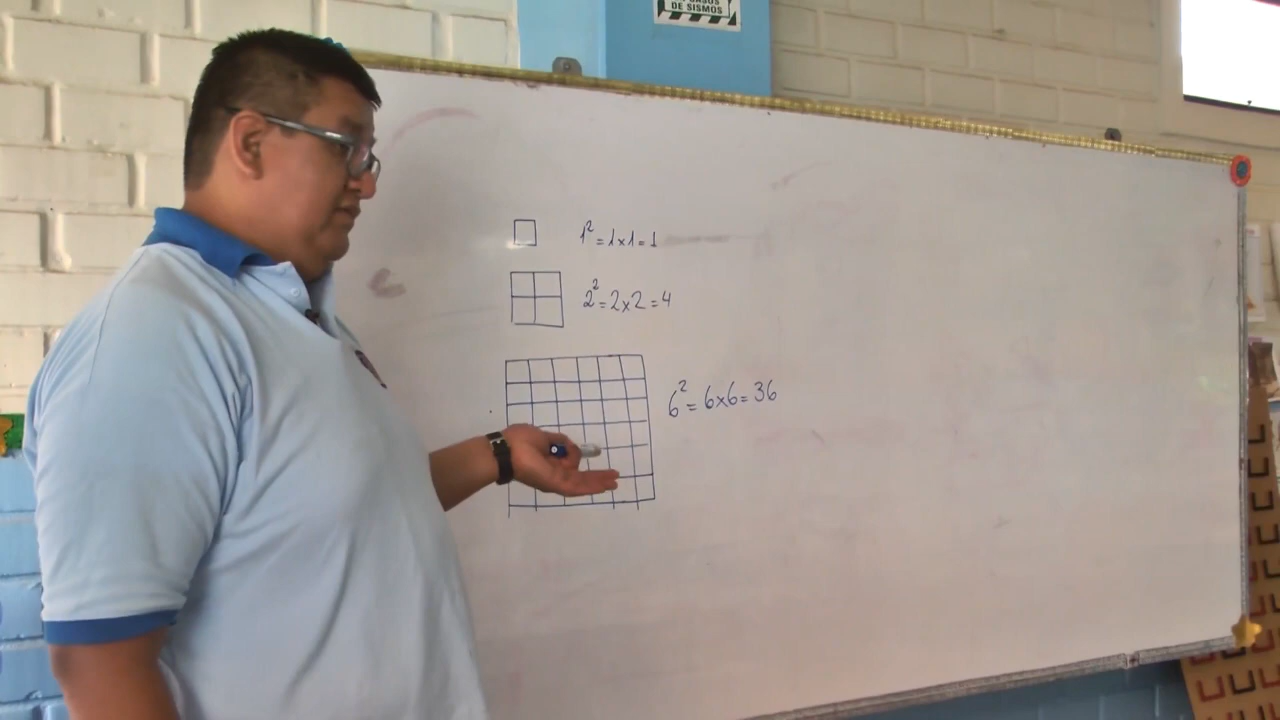 DE SISMOS
1² = 1x1 = 1
2² = 2x2 = 4
6² = 6x6 = 36